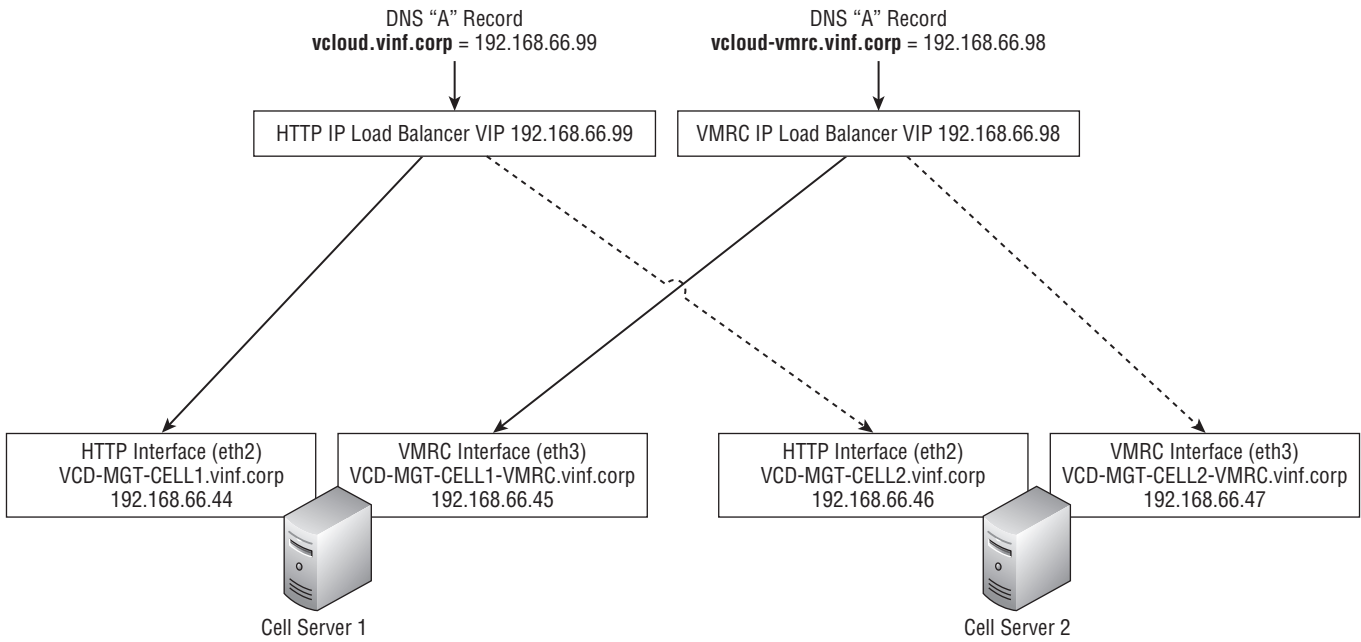 DNS “A” Record
vcloud.vinf.corp = 192.168.66.99
DNS “A” Record
vcloud-vmrc.vinf.corp = 192.168.66.98
HTTP IP Load Balancer VIP 192.168.66.99
VMRC IP Load Balancer VIP 192.168.66.98
HTTP Interface (eth2)
VCD-MGT-CELL1.vinf.corp
192.168.66.44
VMRC Interface (eth3)
VCD-MGT-CELL1-VMRC.vinf.corp
192.168.66.45
HTTP Interface (eth2)
VCD-MGT-CELL2.vinf.corp
192.168.66.46
VMRC Interface (eth3)
VCD-MGT-CELL2-VMRC.vinf.corp
192.168.66.47
Cell Server 1
Cell Server 2